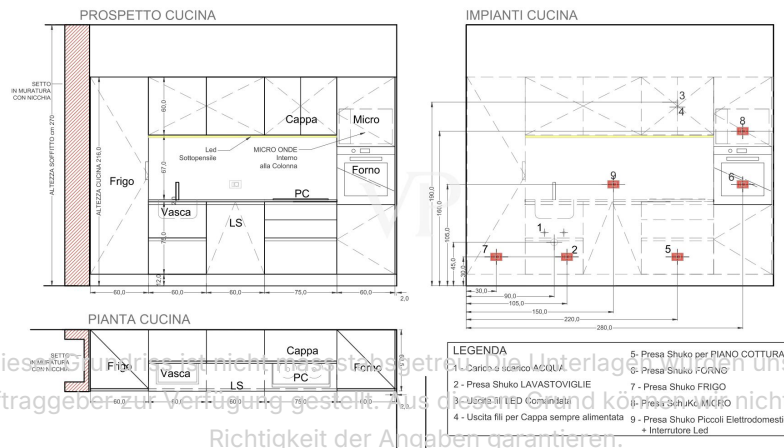 PROSPETTO CUCINA
SETTO
IN MURATURA
CON NICCHIA
ALTEZZA SOFFITTO cm 270
ALTEZZA CUCINA 216,0
60,0
67,0
75,0
12,0
Cappa
Micro
Led
Sottopensile
MICRO ONDE
Interno
alla Colonna
Forno
Frigo
PC
Vasca
LS
60,0
60,0
60,0
75,0
60,0
2,0
PIANTA CUCINA
SETTO
IN MURATURA
CON NICCHIA
Frigo
Vasca
LS
Cappa
PC
Forno
60,0
60,0
60,0
75,0
60,0
IMPIANTI CUCINA
3
4
8
9
6
1
7
2
5
190,0
160,0
105,0
45,0
30,0
30,0
90,0
105,0
150,0
220,0
280,0
VP
LEGENDA
1 - Carico e scarico ACQUA
2 - Presa Shuko LAVASTOVIGLIE
3 - Uscita fili LED Comandata
4 - Uscita fili per Cappa sempre alimentata
5- Presa Shuko per PIANO COTTURA
6- Presa Shuko FORNO
7 - Presa Shuko FRIGO
8- Presa SchuKo MICRO
9 - Presa Shuko Piccoli Elettrodomesti
+ Interrutore Led
ies Grundriss ist nicht massstabsgetreu. Die Unterlagen wurden uns
ftraggeber zur Verfügung gestellt. Aus diesem Grund können wir nicht
Richtigkeit der Angaben garantieren.